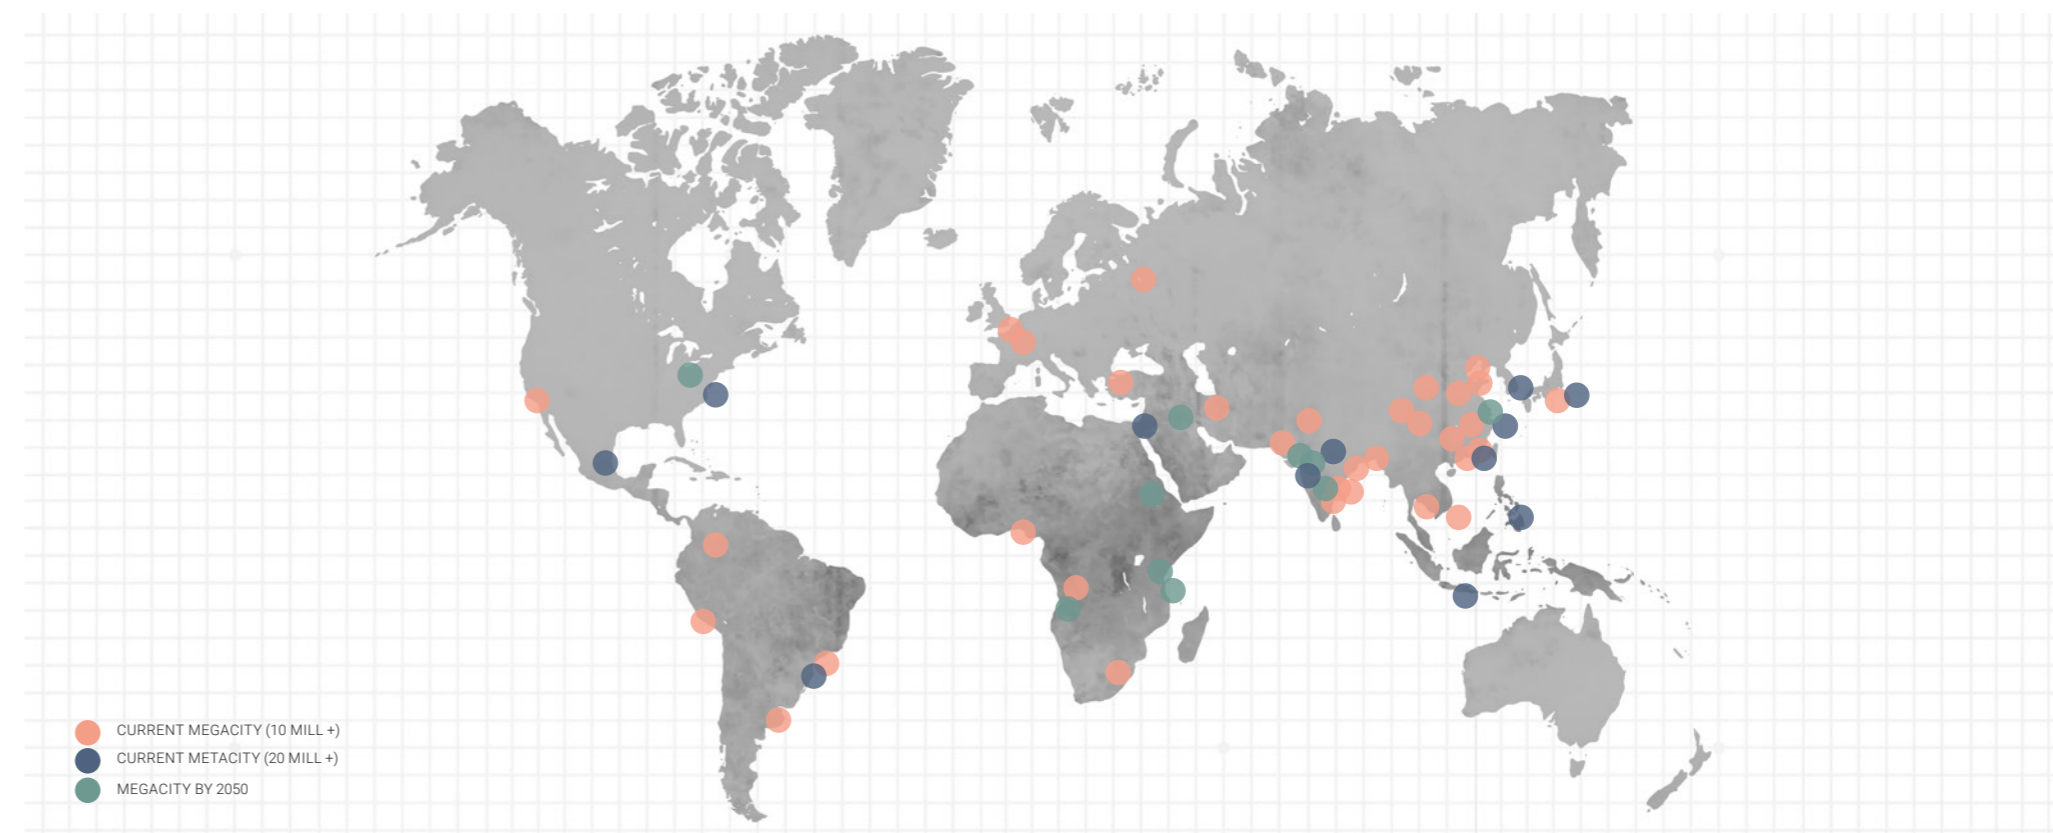 CURRENT MEGACITY (10 MILL +)
CURRENT METACITY (20 MILL +)
MEGACITY BY 2050